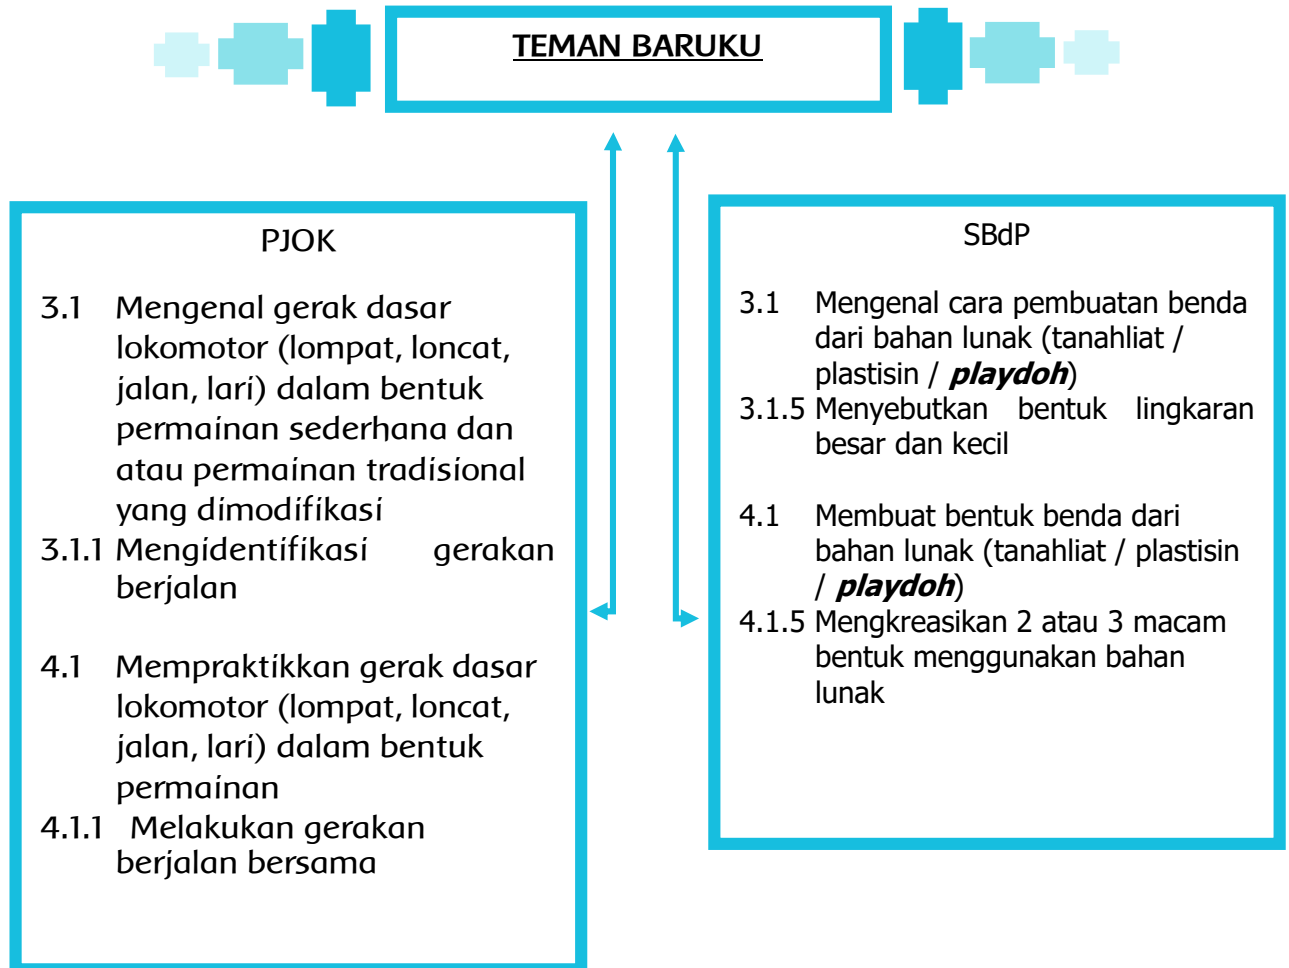 TEMAN BARUKU
PJOK
3.1 Mengenal gerak dasar
lokomotor (lompat, loncat,
jalan, lari) dalam bentuk
permainan sederhana dan
atau permainan tradisional
yang dimodifikasi
3.1.1 Mengidentifikasi gerakan
berjalan
4.1 Mempraktikkan gerak dasar
lokomotor (lompat, loncat,
jalan, lari) dalam bentuk
permainan
4.1.1 Melakukan gerakan
berjalan bersama
SBdP
3.1 Mengenal cara pembuatan benda
dari bahan lunak (tanahliat /
plastisin / playdoh)
3.1.5 Menyebutkan bentuk lingkaran
besar dan kecil
4.1 Membuat bentuk benda dari
bahan lunak (tanahliat / plastisin
/ playdoh)
4.1.5 Mengkreasikan 2 atau 3 macam
bentuk menggunakan bahan
lunak